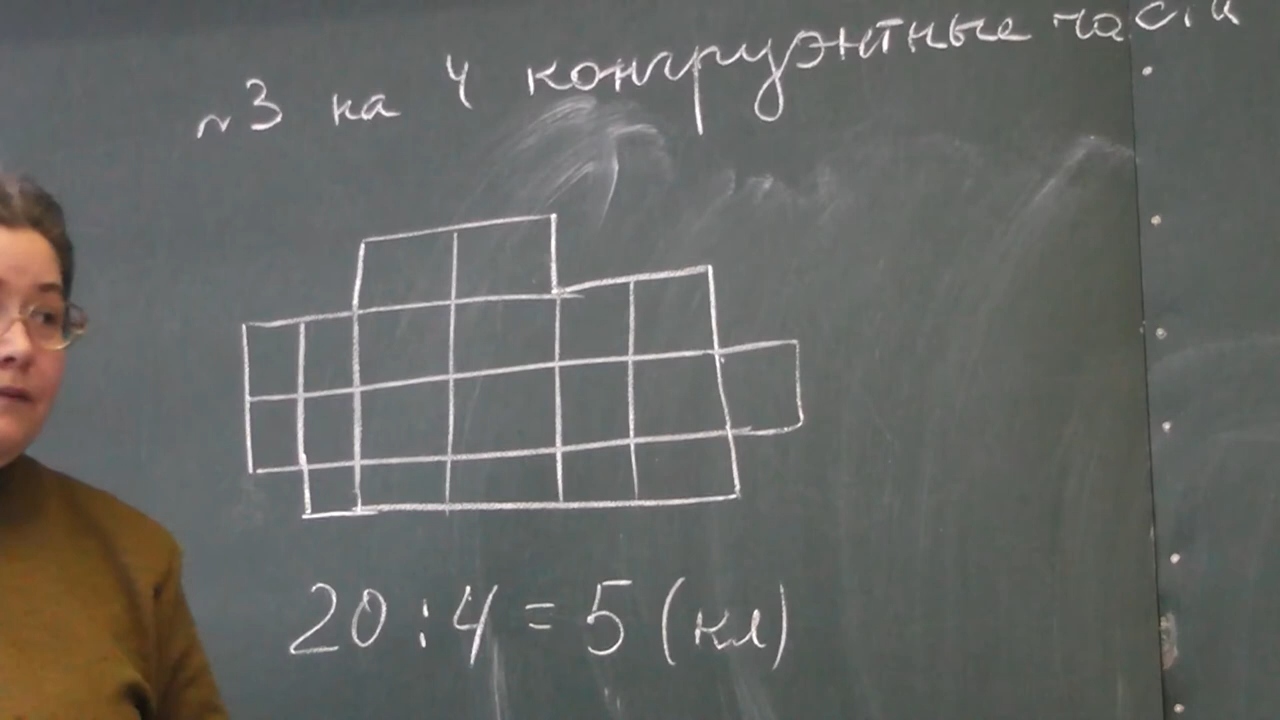 №3 на 4 конгруэнтные части
20 : 4 = 5 (кл)